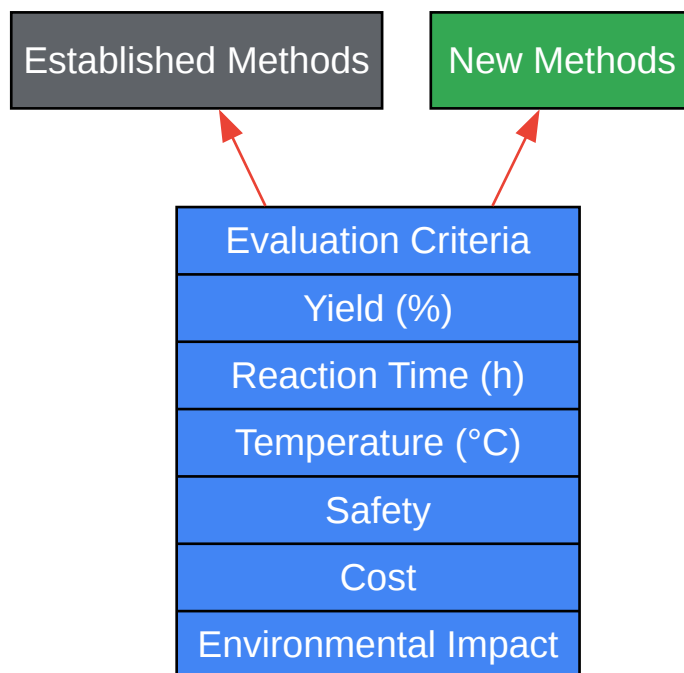 Established Methods
New Methods
Evaluation Criteria
Yield (%)
Reaction Time (h)
Temperature (°C)
Safety
Cost
Environmental Impact